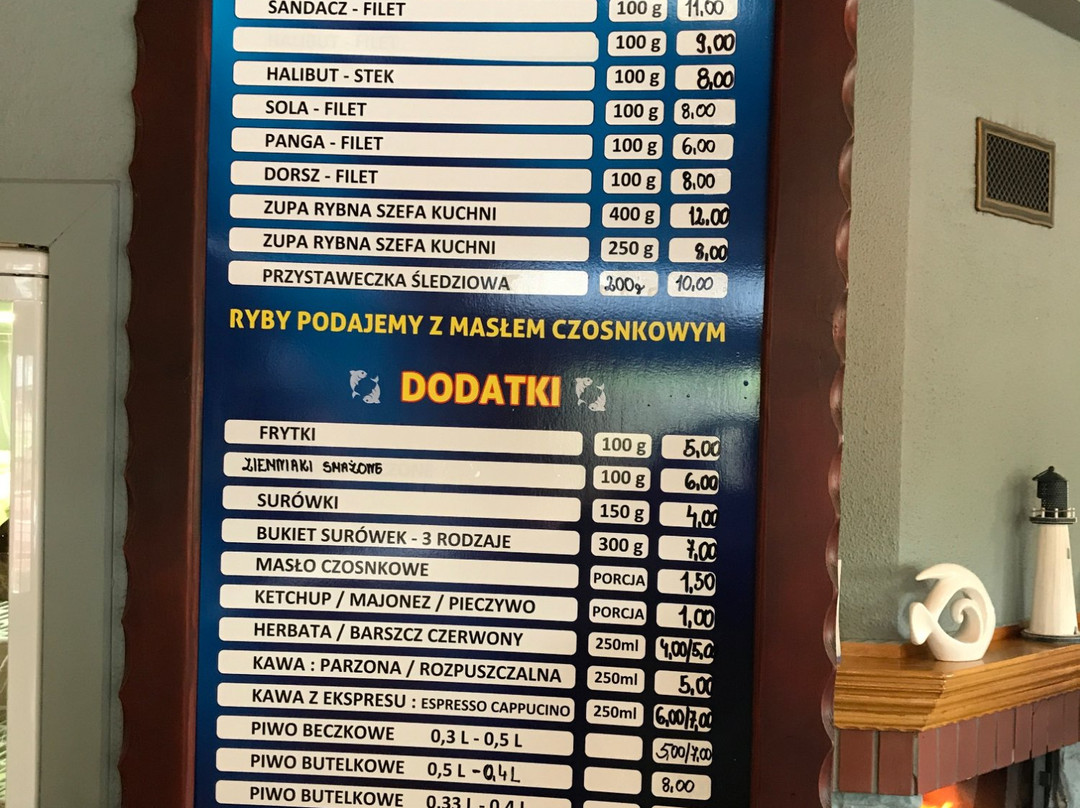 SANDACZ - FILET 100 g 11,00
100 g 9,00
HALIBUT - STEK 100 g 8,00
SOLA - FILET 100 g 8,00
PANGA - FILET 100 g 6,00
DORSZ - FILET 100 g 8,00
ZUPA RYBNA SZEFA KUCHNI 400 g 12,00
ZUPA RYBNA SZEFA KUCHNI 250 g 8,00
PRZYSTAWECZKA ŚLEDZIOWA 200g 10,00
RYBY PODAJEMY Z MASŁEM CZOSNKOWYM
DODATKI
FRYTKI 100 g 5,00
ZIEMNIAKI SMAŻONE 100 g 6,00
SURÓWKI 150 g 4,00
BUKIET SURÓWEK - 3 RODZAJE 300 g 7,00
MASŁO CZOSNKOWE PORCJA 1,50
KETCHUP / MAJONEZ / PIECZYWO PORCJA 1,00
HERBATA / BARSZCZ CZERWONY 250ml 4,00/5,0
KAWA : PARZONA / ROZPUSZCZALNA 250ml 5,00
KAWA Z EKSPRESU : ESPRESSO CAPPUCINO 250ml 6,00/7,00
PIWO BECZKOWE 0,3 L - 0,5 L 5,00/7,00
PIWO BUTELKOWE 0,5 L - 0,4 L 8,00
PIWO BUTELKOWE 0,33 L - 0,4 L